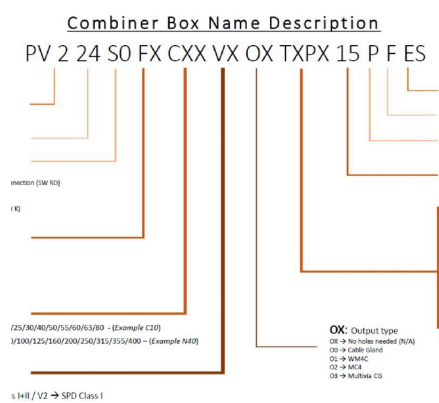 Combiner Box Name Description
PV 2 24 S0 FX CXX VX OX TXPX 15 P F ES
nnection (SW RD)
/ K)
/25/30/40/50/55/60/63/80 - (Example C10)
)/100/125/160/200/250/315/355/400 – (Example N40)
OX: Output type
OX → No holes needed (N/A)
O0 → Cable Gland
O1 → WM4C
O2 → MC4
O3 → Multivia CG
s I+II / V2 → SPD Class I